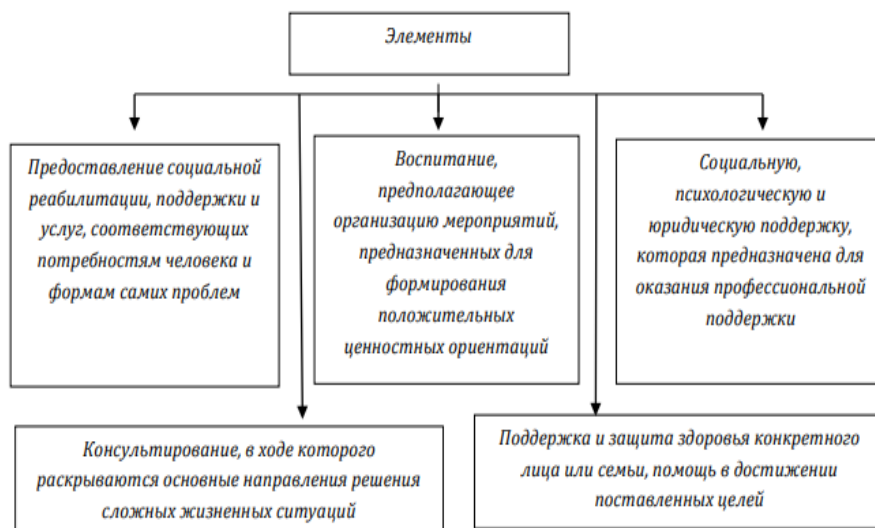 Элементы
Предоставление социальной
реабилитации, поддержки и
услуг, соответствующих
потребностям человека и
формам самих проблем
Воспитание,
предполагающее
организацию мероприятий,
предназначенных для
формирования
положительных
ценностных ориентаций
Социальную,
психологическую и
юридическую поддержку,
которая предназначена для
оказания профессиональной
поддержки
Консультирование, в ходе которого
раскрываются основные направления решения
сложных жизненных ситуаций
Поддержка и защита здоровья конкретного
лица или семьи, помощь в достижении
поставленных целей